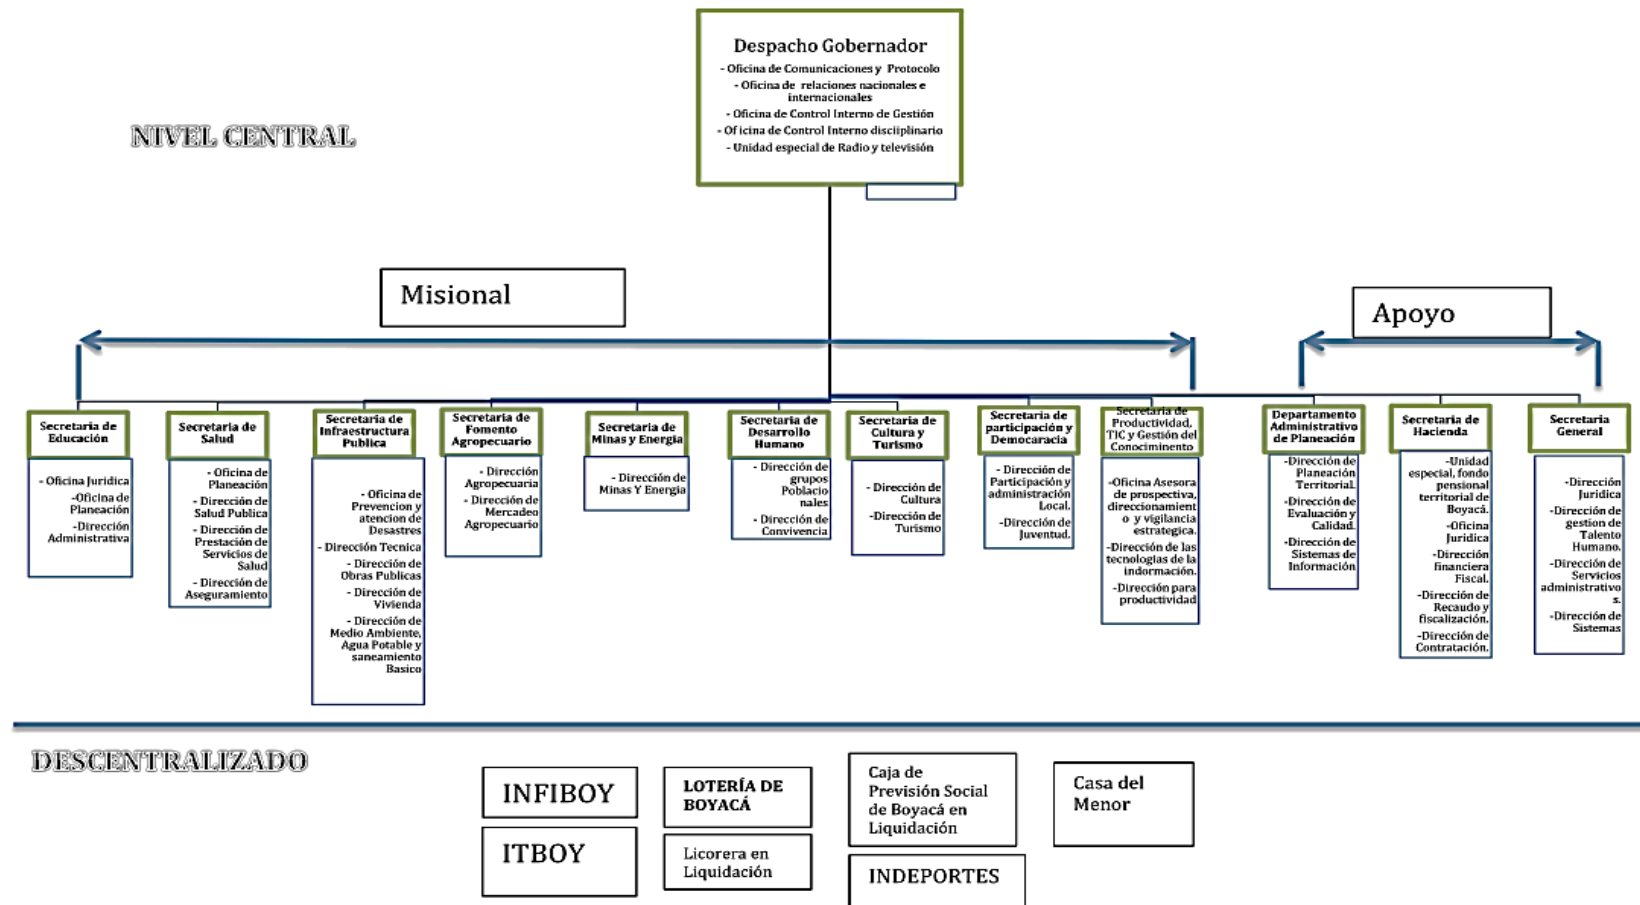 Despacho Gobernador
- Oficina de Comunicaciones y Protocolo
- Oficina de relaciones nacionales e
internacionales
- Oficina de Control Interno de Gestión
- Oficina de Control Interno disciiplinario
- Unidad especial de Radio y televisión
NIVEL CENTRAL
Misional
Apoyo
Secretaria de
Educación
- Oficina Juridica
-Oficina de
Planeación
-Dirección
Administrativa
Secretaria de
Salud
- Oficina de
Planeación
- Dirección de
Salud Publica
- Dirección de
Prestación de
Servicios de
Salud
- Dirección de
Aseguramiento
Secretaria de
Infraestructura
Publica
- Oficina de
Prevencion y
atencion de
Desastres
- Dirección Tecnica
- Dirección de
Obras Publicas
- Dirección de
Vivienda
- Dirección de
Medio Ambiente,
Agua Potable y
saneamiento
Basico
Secretaria de
Fomento
Agropecuario
- Dirección
Agropecuaria
- Dirección de
Mercadeo
Agropecuario
Secretaria de
Minas y Energia
- Dirección de
Minas Y Energia
Secretaria de
Desarrollo
Humano
- Dirección de
grupos
Poblacio
nales
- Dirección de
Convivencia
Secretaria de
Cultura y
Turismo
- Dirección de
Cultura
-Dirección de
Turismo
Secretaria de
participación y
Democaracia
- Dirección de
Participación y
administración
Local.
-Dirección de
Juventud.
Secretaria de
Productividad,
TIC y Gestión del
Conociminento
-Oficina Asesora
de prospectiva,
direccionamient
o y vigilancia
estrategica.
-Dirección de las
tecnologias de la
indormación.
-Dirección para
productividad
Departamento
Administrativo
de Planeación
-Dirección de
Planeación
Territorial.
-Dirección de
Evaluación y
Calidad.
-Dirección de
Sistemas de
Información
Secretaria de
Hacienda
-Unidad
especial, fondo
pensional
territorial de
Boyacá.
-Oficina
Juridica
-Dirección
financiera
Fiscal.
-Dirección de
Recaudo y
fiscalización.
-Dirección de
Contratación.
Secretaria
General
-Dirección
Juridica
-Dirección de
gestion de
Talento
Humano.
-Dirección de
Servicios
administrativo
s.
-Dirección de
Sistemas
DESCENTRALIZADO
INFIBOY
ITBOY
LOTERÍA DE
BOYACÁ
Licorera en
Liquidación
Caja de
Previsión Social
de Boyacá en
Liquidación
INDEPORTES
Casa del
Menor